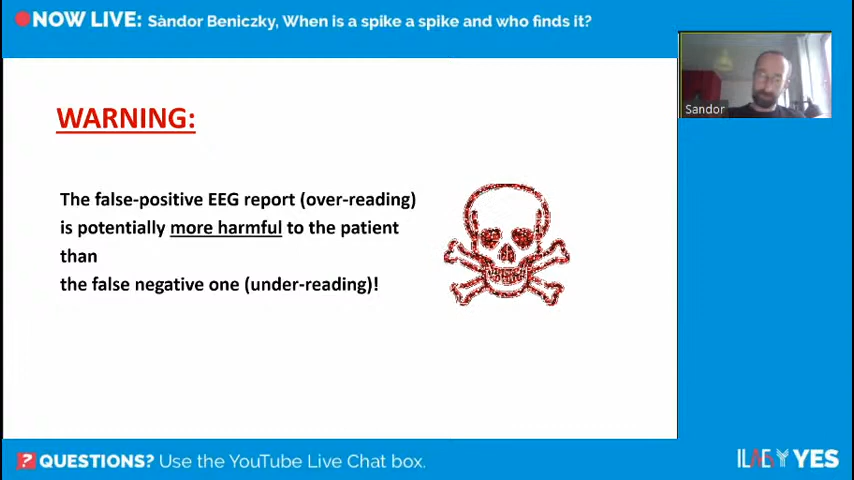 NOW LIVE: Sàndor Beniczky, When is a spike a spike and who finds it?
Sandor
WARNING:
The false-positive EEG report (over-reading)
is potentially more harmful to the patient
than
the false negative one (under-reading)!
? QUESTIONS? Use the YouTube Live Chat box.
ILAE YES